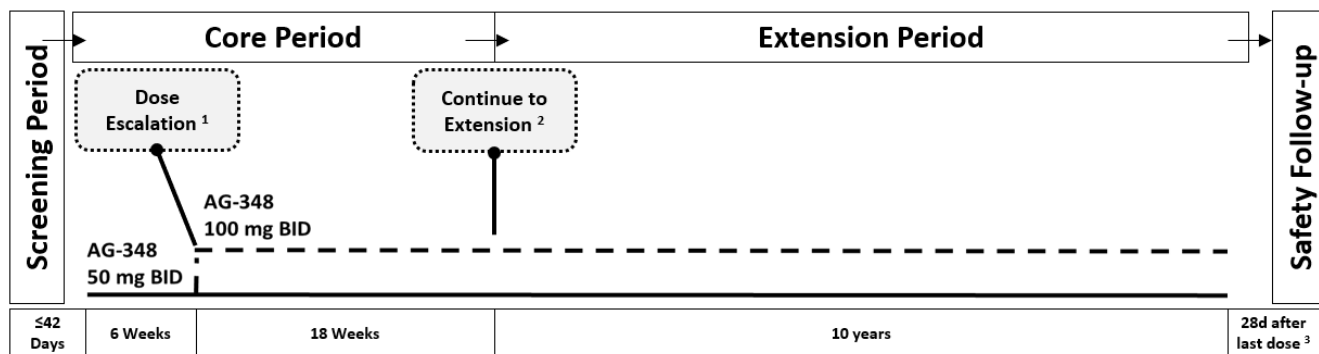 Screening Period
Core Period
Extension Period
Safety Follow-up
Dose
Escalation 1
Continue to
Extension 2
AG-348
100 mg BID
AG-348
50 mg BID
≤42
Days
6 Weeks
18 Weeks
10 years
28d after
last dose 3